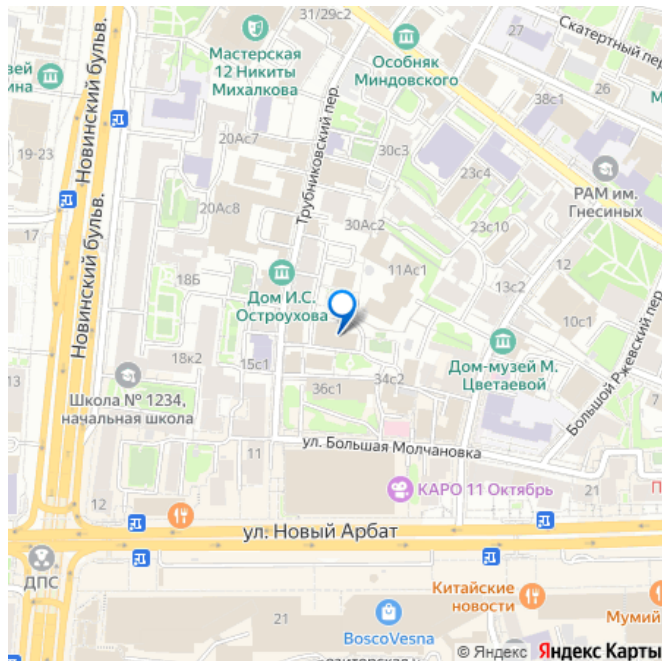 31/29с2
Скатертный пер.
Мастерская
12 Никиты
Михалкова
Особняк
Миндовского
27
26
38с1
Новинский бульв.
19-23
20Ас7
Трубниковский пер.
30с3
23с4
РАМ им.
Гнесиных
20Ас8
30Ас2
23с10
17
11Ас1
12
18Б
Дом И.С.
Остроухова
13с2
10с1
Новинский бульв.
18к2
15с1
Дом-музей М.
Цветаевой
Большой Ржевский пер.
13
Школа № 1234,
начальная школа
36с1
34с2
ул. Большая Молчановка
11
12
КАРО 11 Октябрь
21
ул. Новый Арбат
ДПС
Китайские
новости
21
BoscoVesna
Мумий
© Яндекс Яндекс Карты